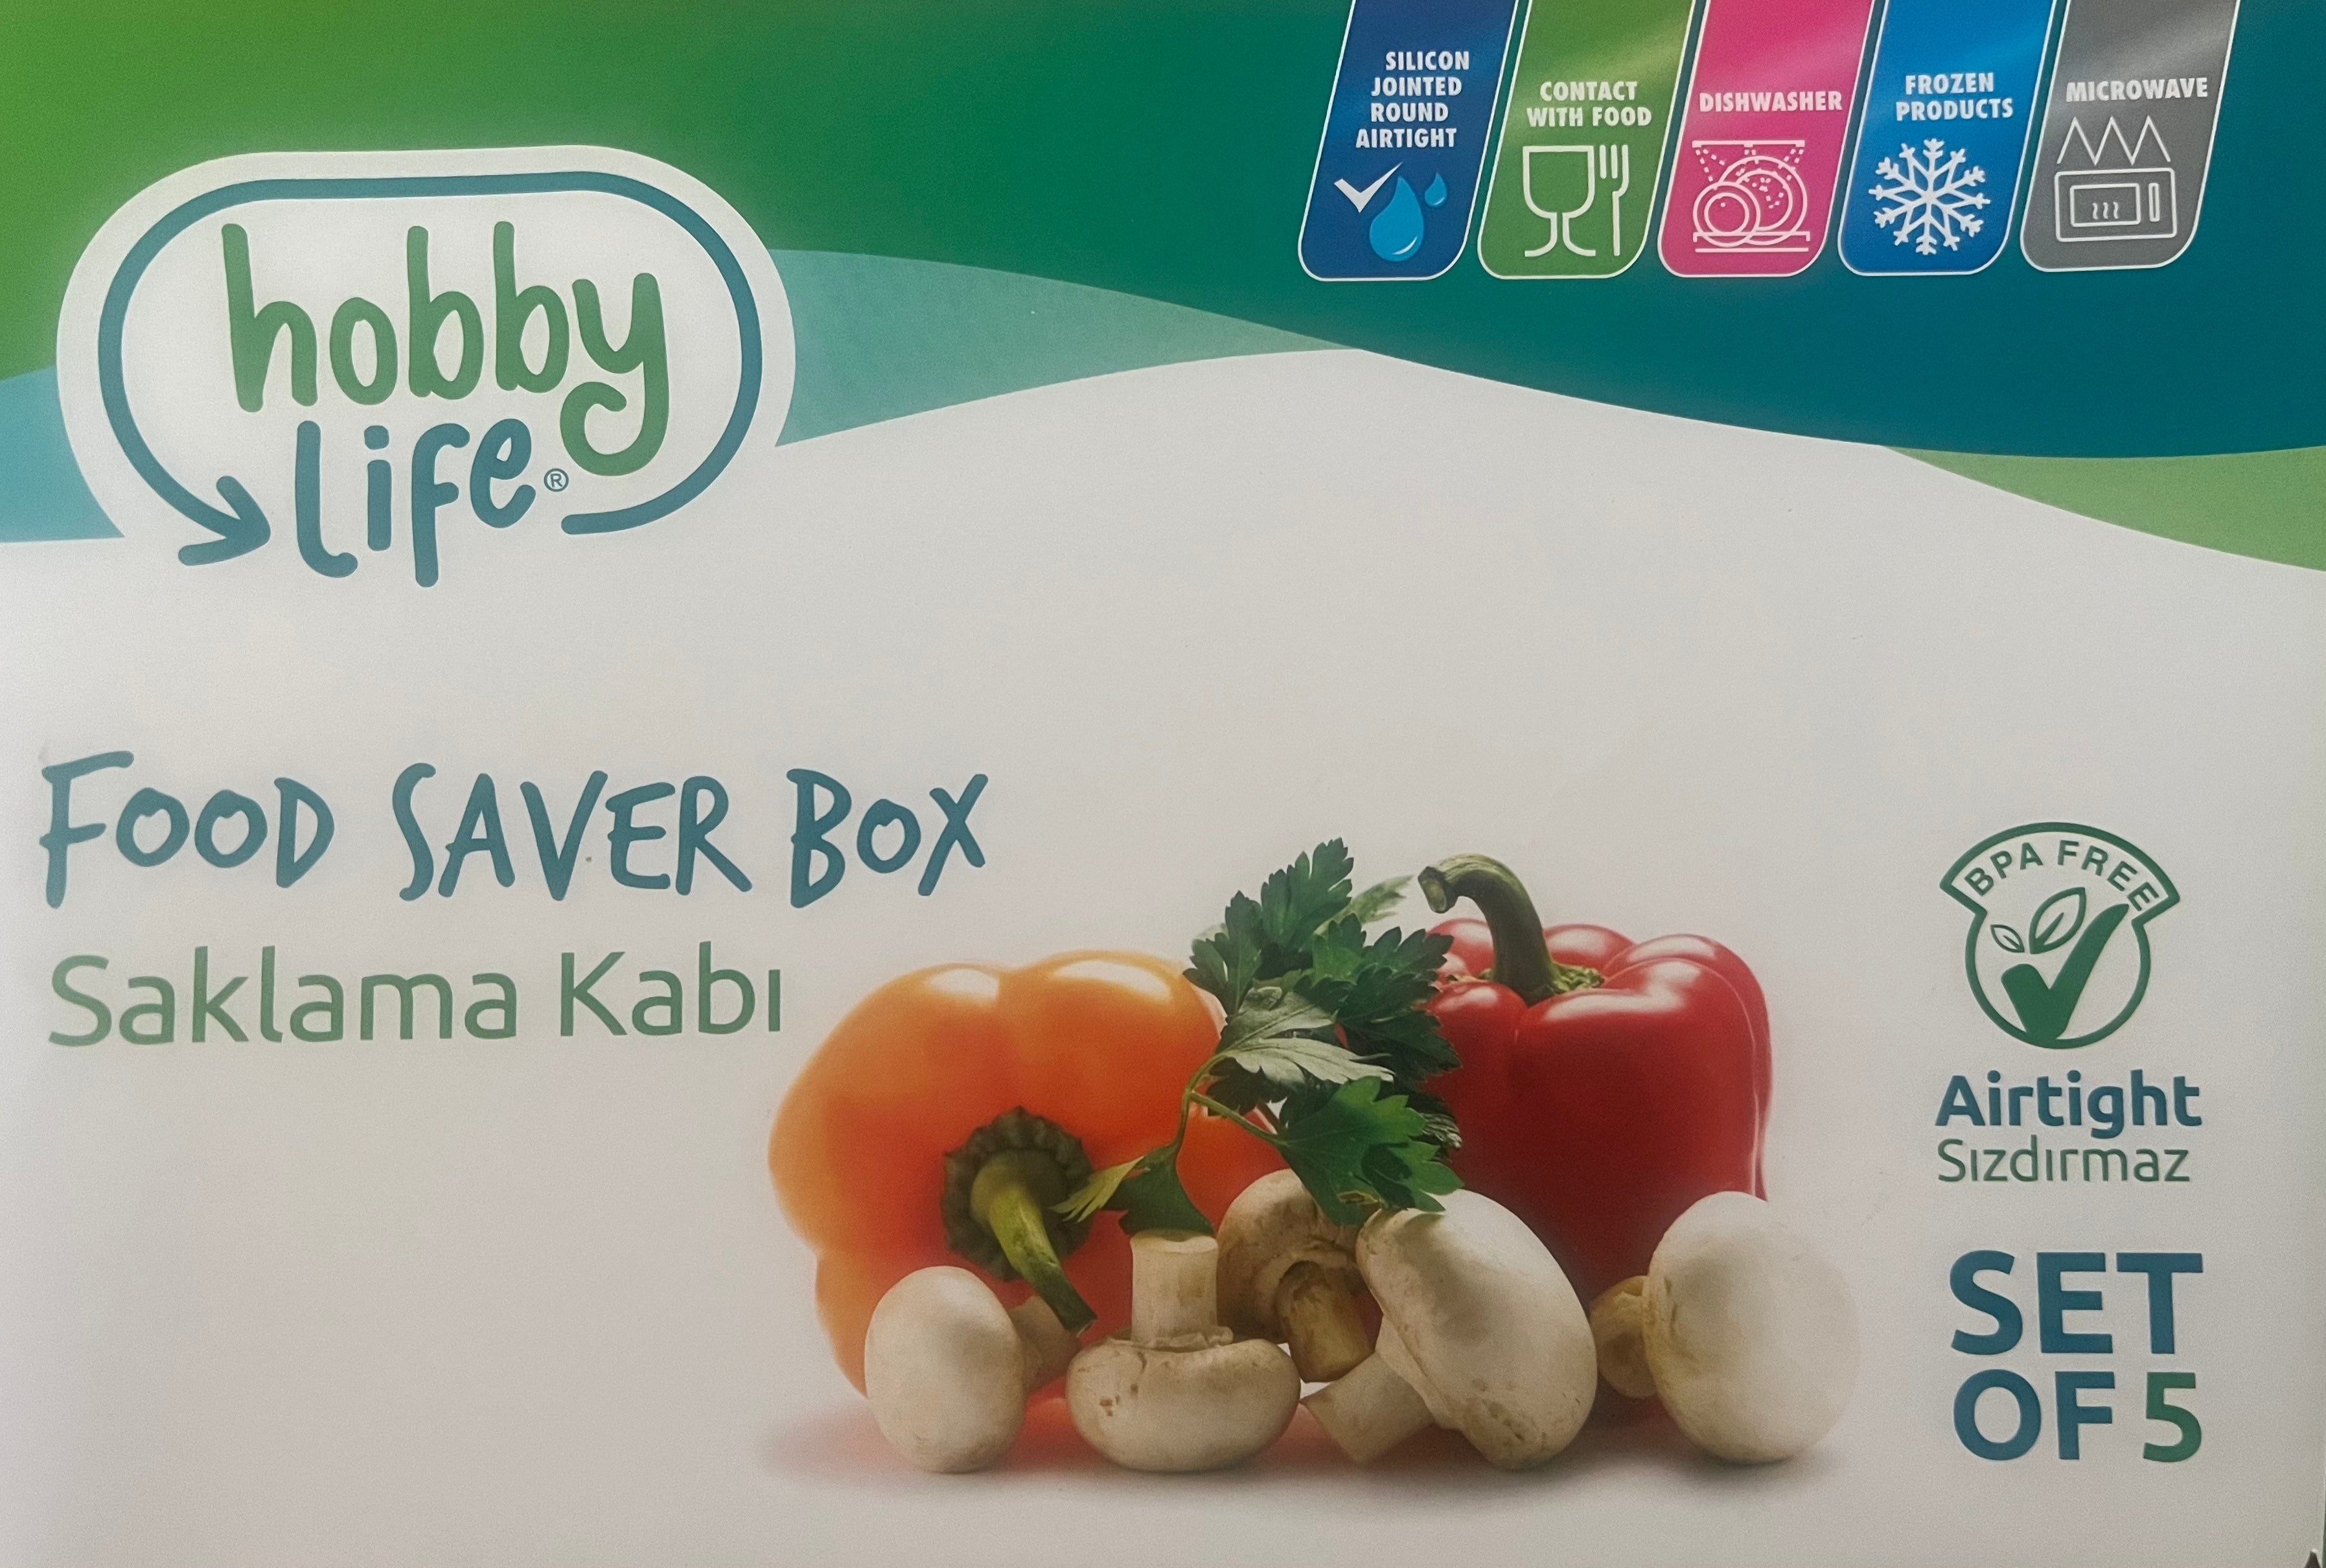 SILICON
JOINTED
ROUND
AIRTIGHT
CONTACT
WITH FOOD
DISHWASHER
FROZEN
PRODUCTS
MICROWAVE
hobby
life®
FOOD SAVER BOX
Saklama Kabı
BPA FREE
Airtight
Sızdırmaz
SET
OF 5